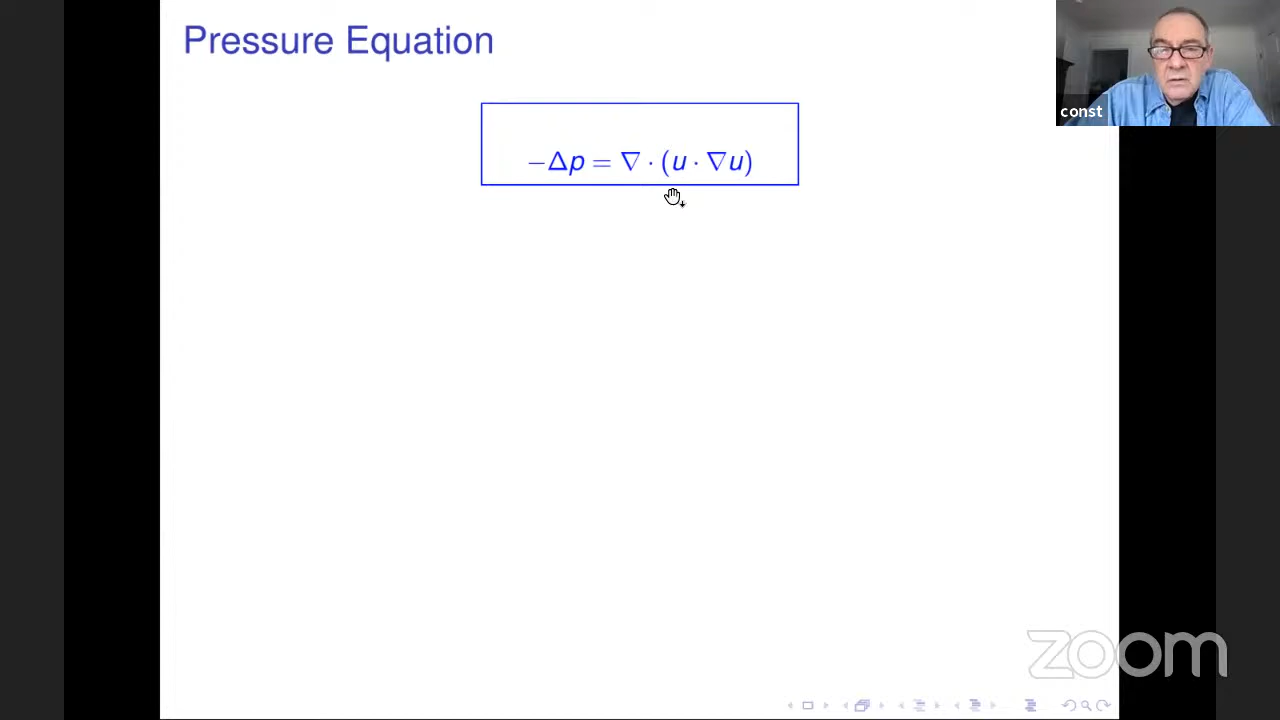 Pressure Equation
const
−Δp = ∇ · (u · ∇u)
zoom